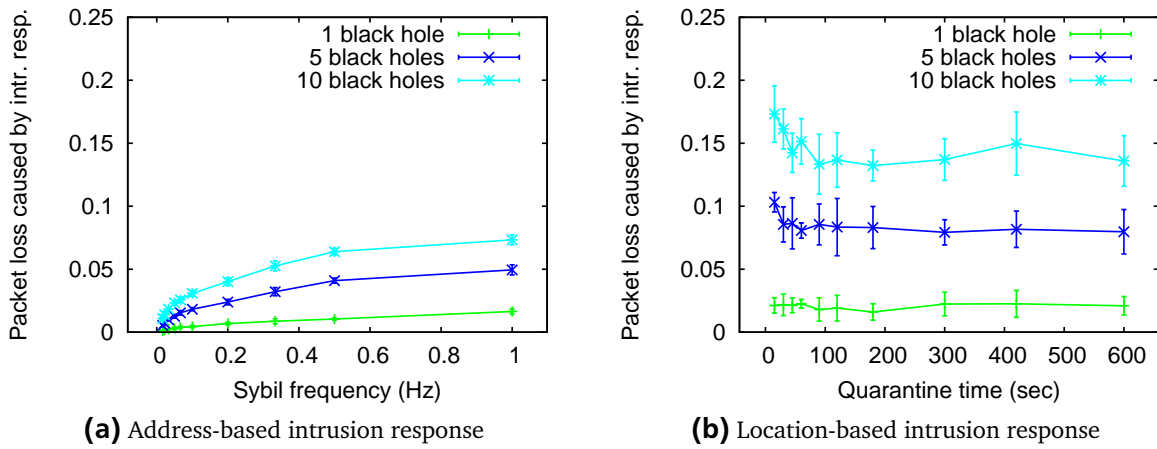 Packet loss caused by intr. resp.
0.25
0.2
0.15
0.1
0.05
0
1 black hole
5 black holes
10 black holes
0 0.2 0.4 0.6 0.8 1
Sybil frequency (Hz)
(a) Address-based intrusion response
Packet loss caused by intr. resp.
0.25
0.2
0.15
0.1
0.05
0
1 black hole
5 black holes
10 black holes
0 100 200 300 400 500 600
Quarantine time (sec)
(b) Location-based intrusion response